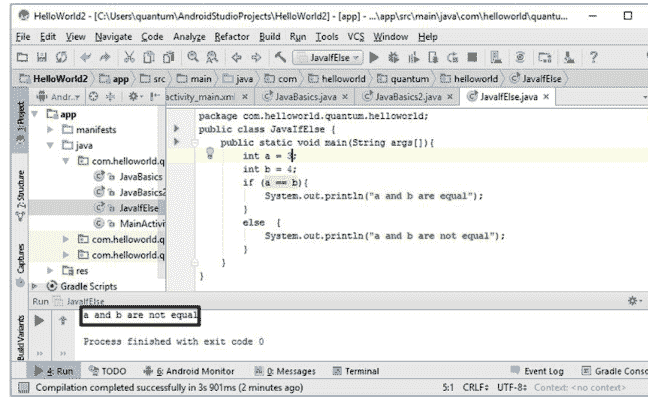 HelloWorld2 - [C:\Users\quantum\AndroidStudioProjects\HelloWorld2] - [app] - ...\app\src\main\java\com\helloworld\quantu...
File Edit View Navigate Code Analyze Refactor Build Run Tools VCS Window Help
JavaIfElse
HelloWorld2 app src main java com helloworld quantum helloworld JavaIfElse
Andr... activity_main.xml × JavaBasics.java × JavaBasics2.java × JavaIfElse.java ×
1: Project
7: Structure
Captures
Build Variants
app
manifests
java
com.helloworld.q
JavaBasics
JavaBasics2
JavaIfElse
MainActivi
com.helloworld.q
com.helloworld.q
res
Gradle Scripts
package com.helloworld.quantum.helloworld;
public class JavaIfElse {
public static void main(String args[]){
int a = 3;
int b = 4;
if (a == b){
System.out.println("a and b are equal");
}
else {
System.out.println("a and b are not equal");
}
}
}
Run JavaIfElse
a and b are not equal
Process finished with exit code 0
4: Run TODO 6: Android Monitor 0: Messages Terminal Event Log Gradle Conso
Compilation completed successfully in 3s 901ms (2 minutes ago) 5:1 CRLF÷ UTF-8÷ Context: <no context>